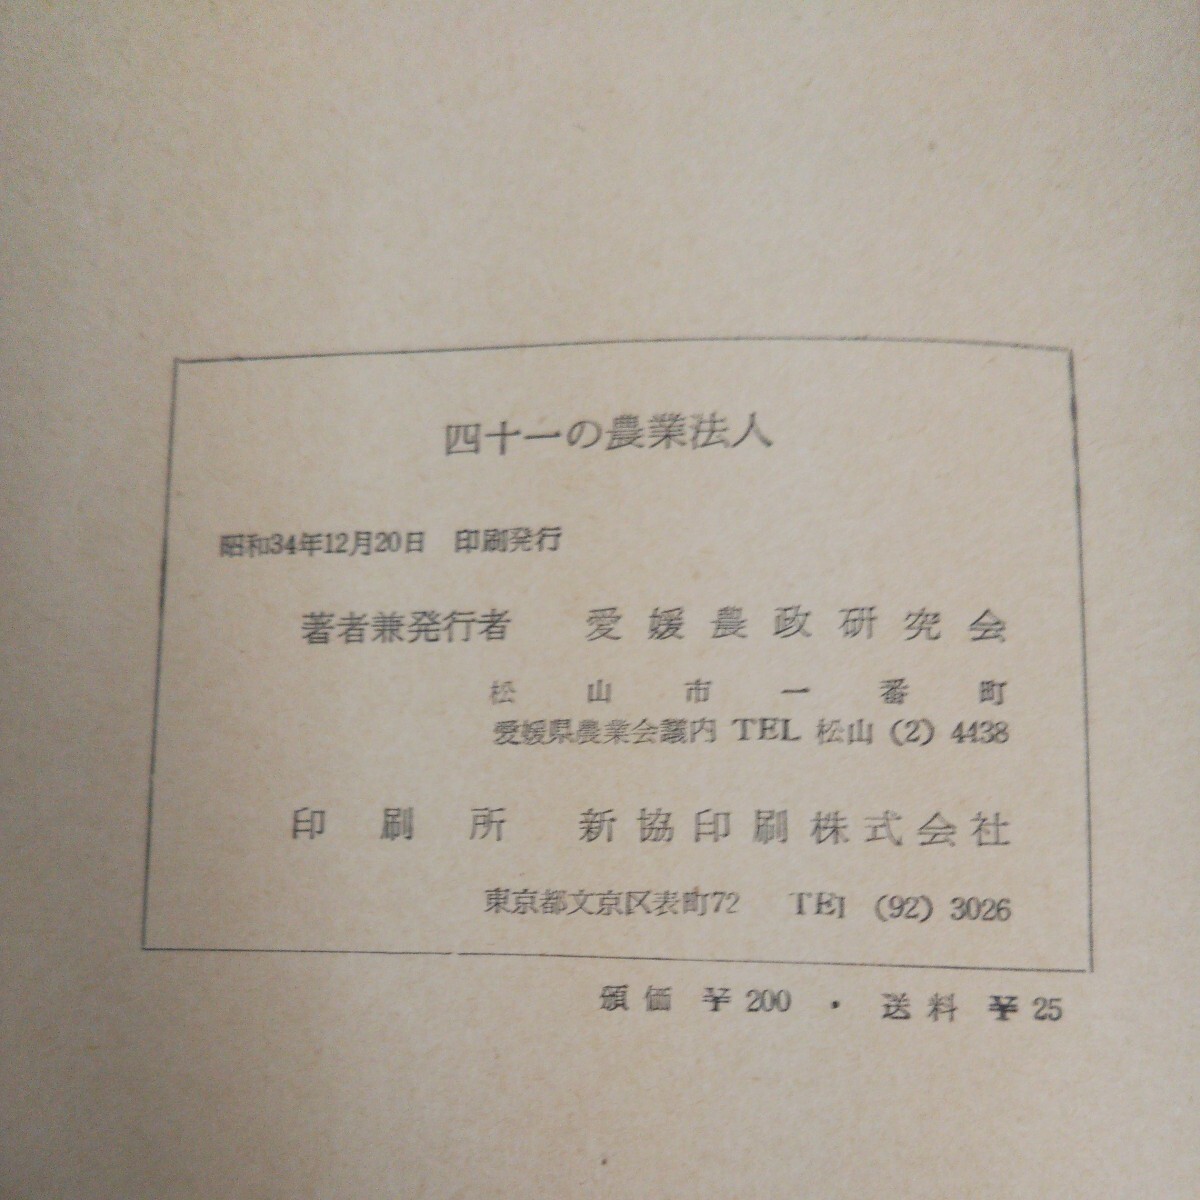 四十一の農業法人
昭和34年12月20日 印刷発行
著者兼発行者 愛媛農政研究会
松山市一番町
愛媛県農業会議内 TEL 松山 (2) 4438
印刷所 新協印刷株式会社
東京都文京区表町72 TEl (92) 3026
頒価 ¥ 200 ・ 送料 ¥ 25